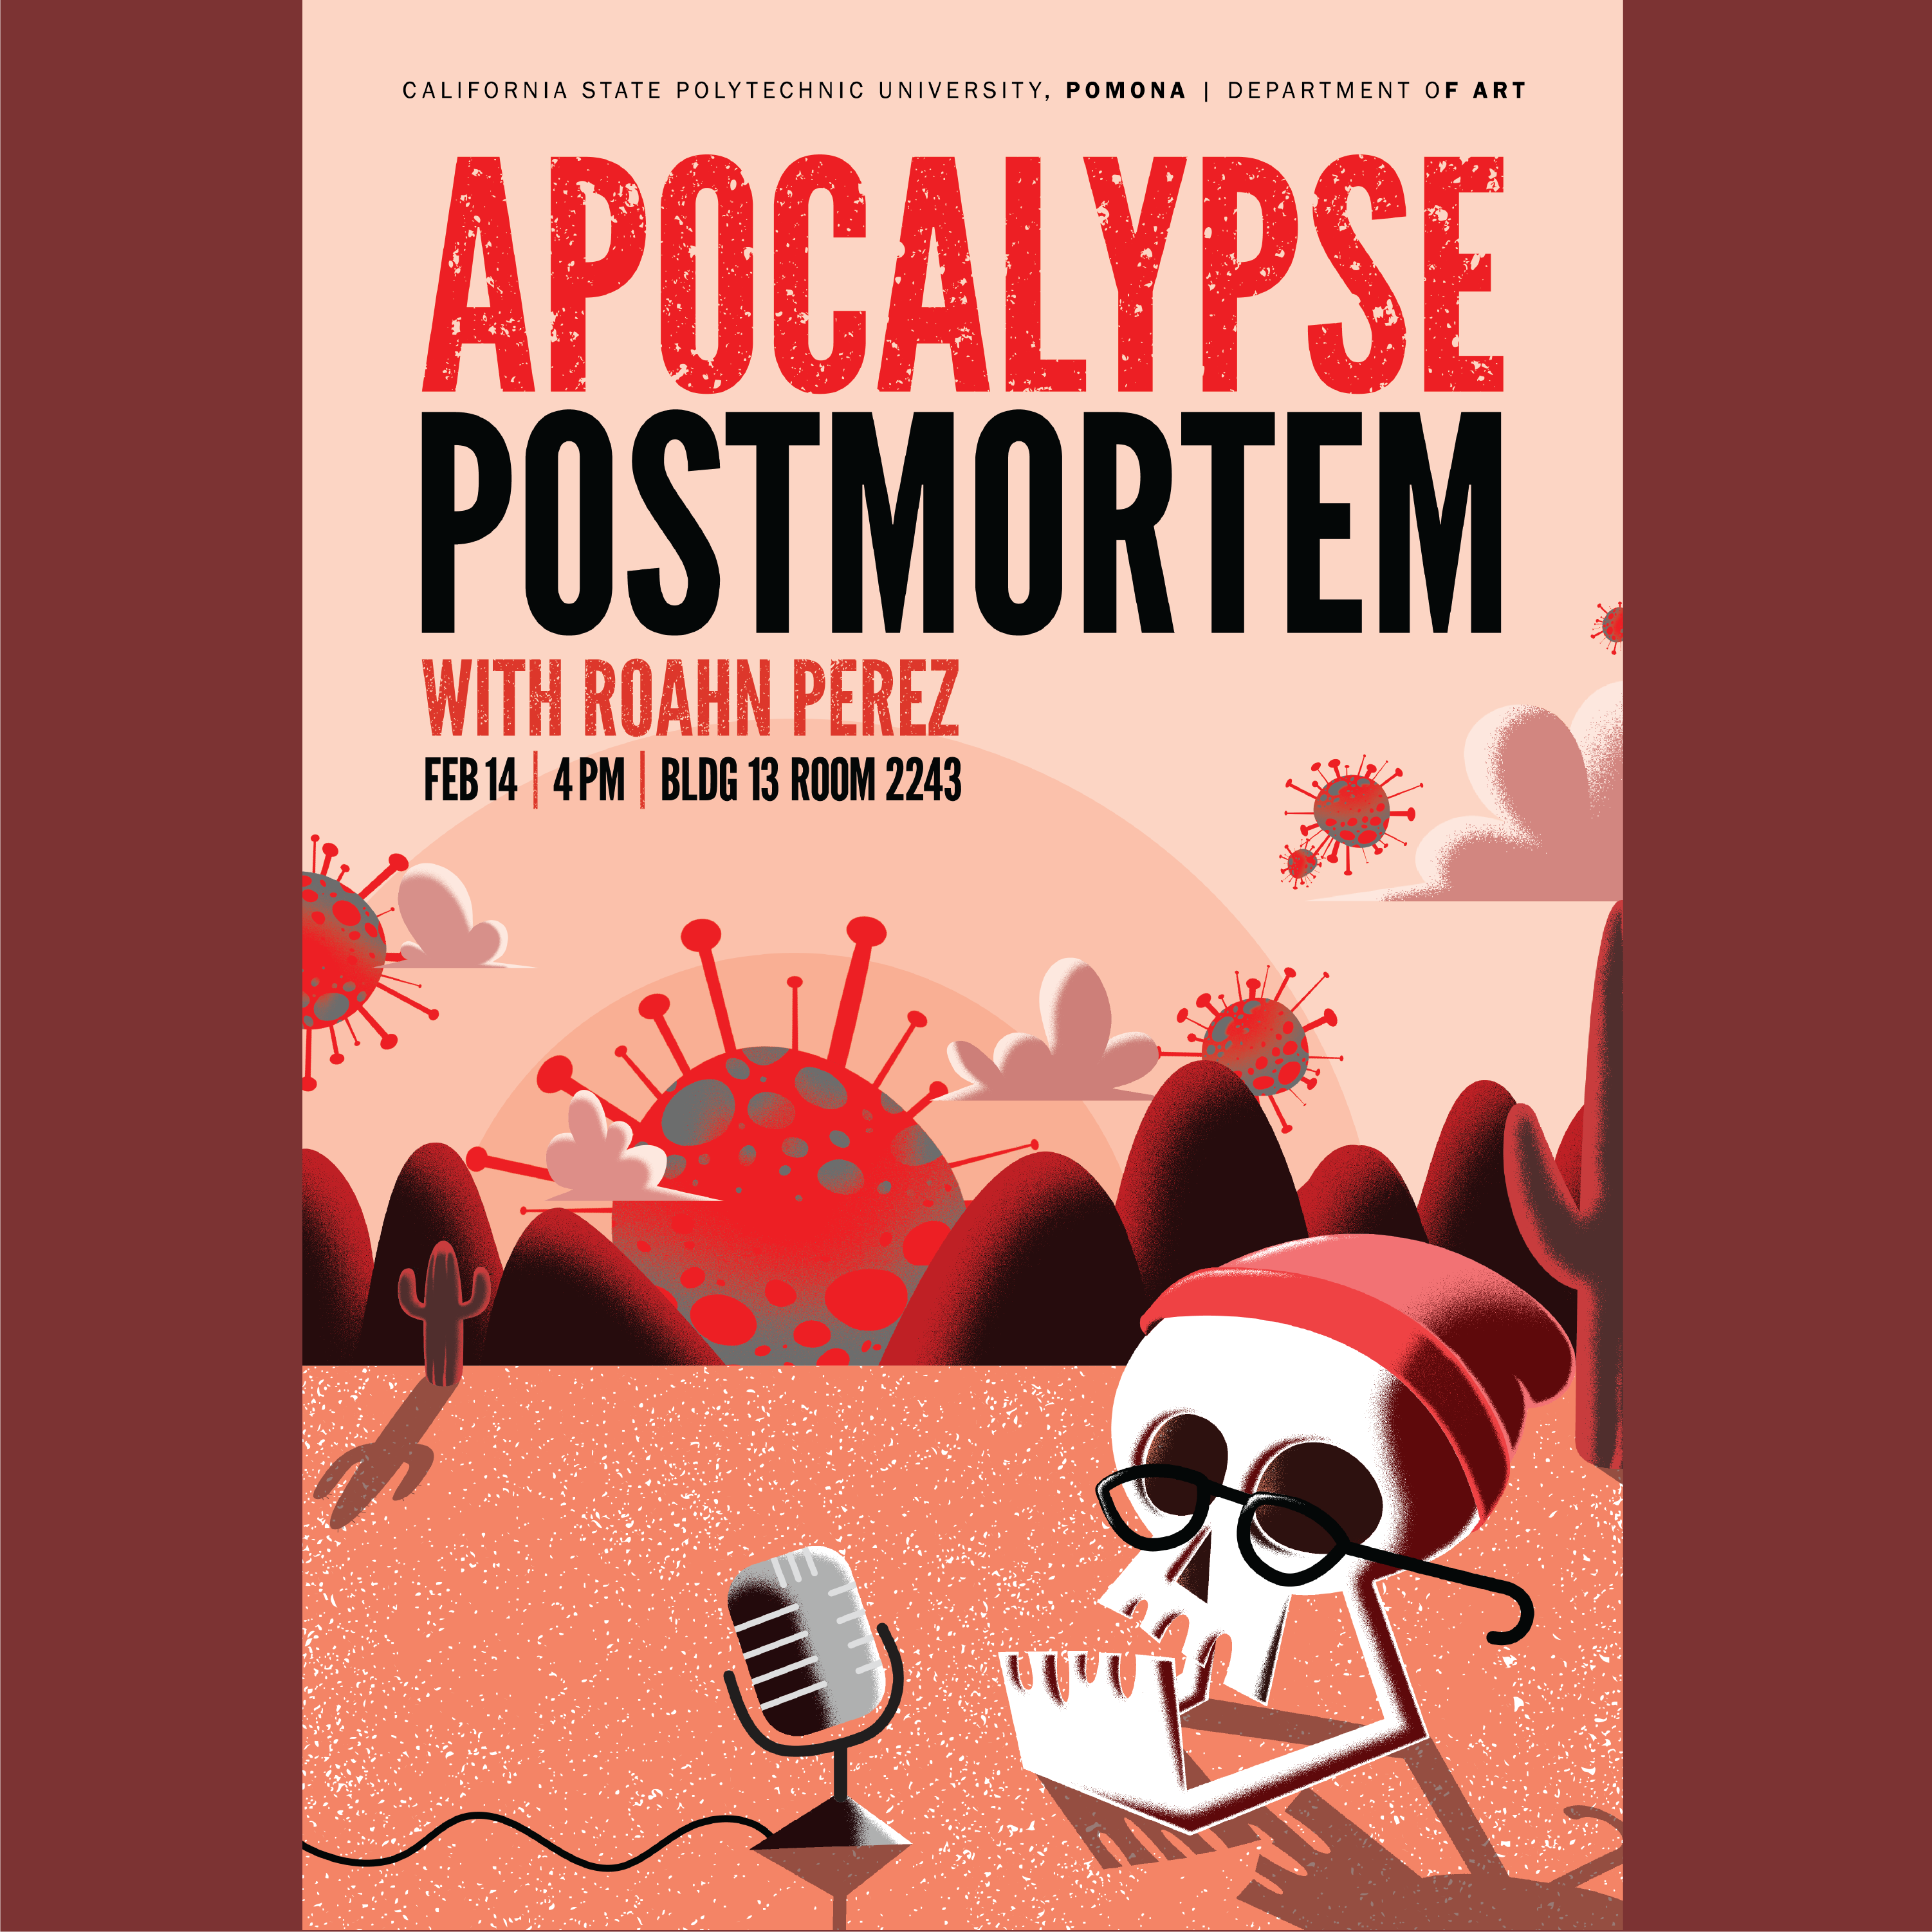 CALIFORNIA STATE POLYTECHNIC UNIVERSITY, POMONA | DEPARTMENT OF ART
APOCALYPSE
POSTMORTEM
WITH ROAHN PEREZ
FEB 14 | 4 PM | BLDG 13 ROOM 2243